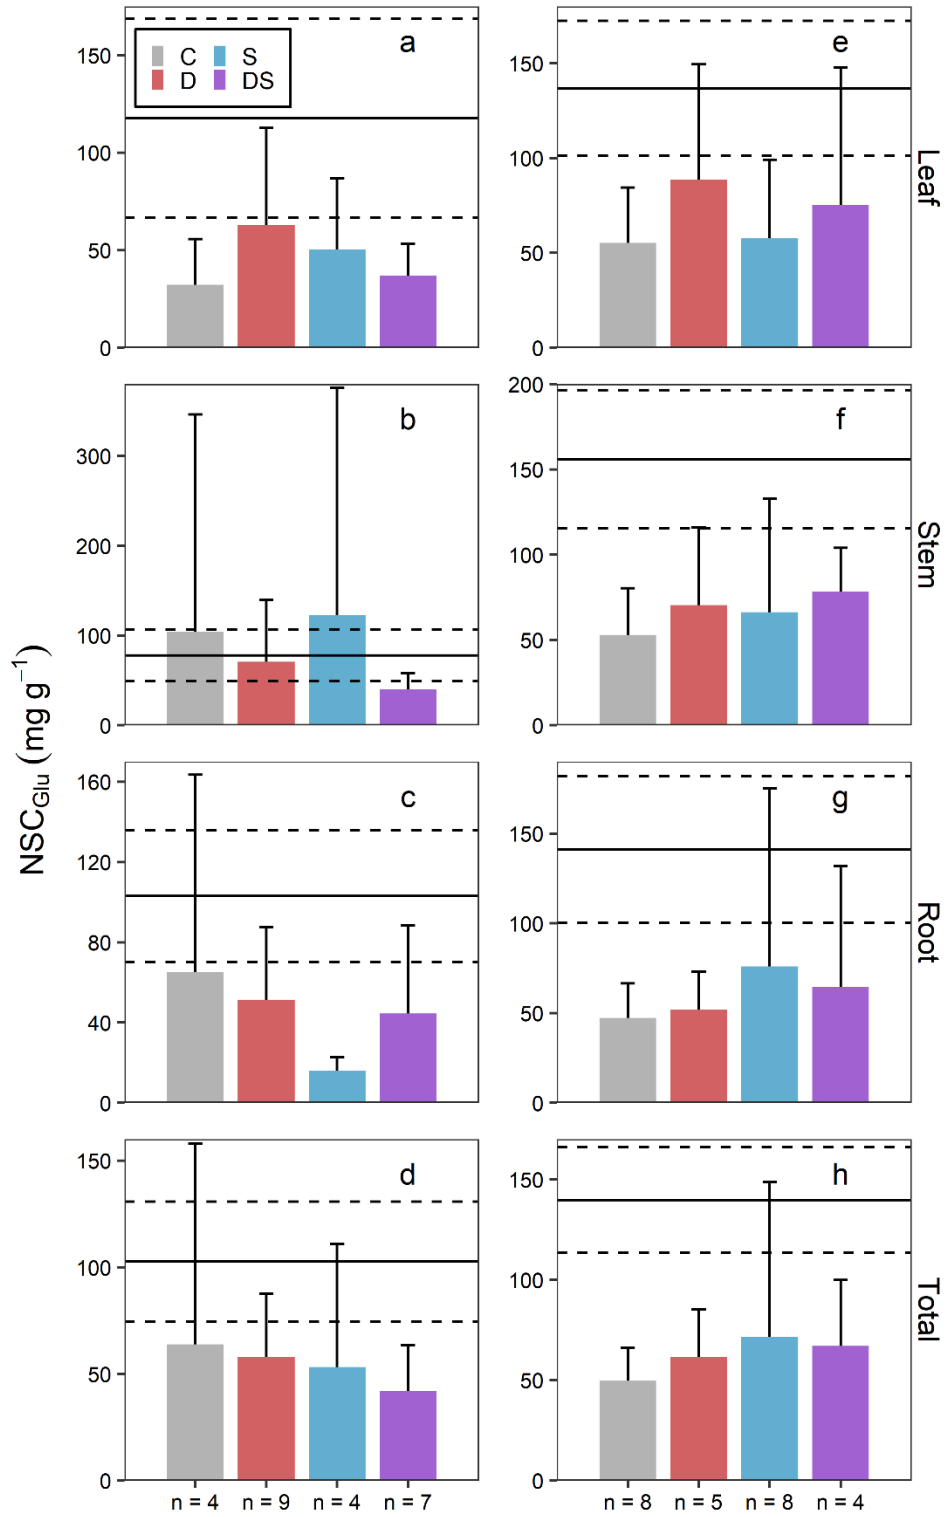 a
C
S
D
DS
150
100
50
0
e
150
100
50
0
Leaf
b
300
200
100
0
f
200
150
100
50
0
Stem
NSC_Glu (mg g⁻¹)
c
160
120
80
40
0
g
150
100
50
0
Root
d
150
100
50
0
h
150
100
50
0
Total
n = 4 n = 9 n = 4 n = 7
n = 8 n = 5 n = 8 n = 4